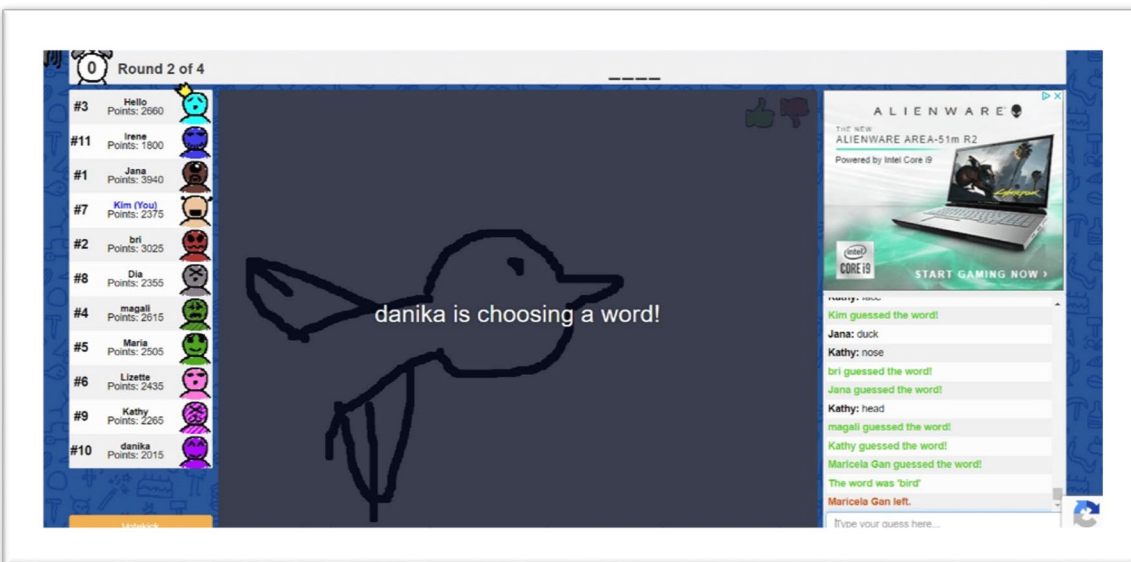 0
Round 2 of 4
____
#3 Hello
Points: 2660
#11 Irene
Points: 1800
#1 Jana
Points: 3940
#7 Kim (You)
Points: 2375
#2 bri
Points: 3025
#8 Dia
Points: 2355
#4 magali
Points: 2615
#5 Maria
Points: 2505
#6 Lizette
Points: 2435
#9 Kathy
Points: 2265
#10 danika
Points: 2015
Votekick
danika is choosing a word!
ALIENWARE
THE NEW
ALIENWARE AREA-51m R2
Powered by Intel Core i9
intel
CORE i9
START GAMING NOW >
Kim guessed the word!
Jana: duck
Kathy: nose
bri guessed the word!
Jana guessed the word!
Kathy: head
magali guessed the word!
Kathy guessed the word!
Maricela Gan guessed the word!
The word was 'bird'
Maricela Gan left.
Type your guess here...